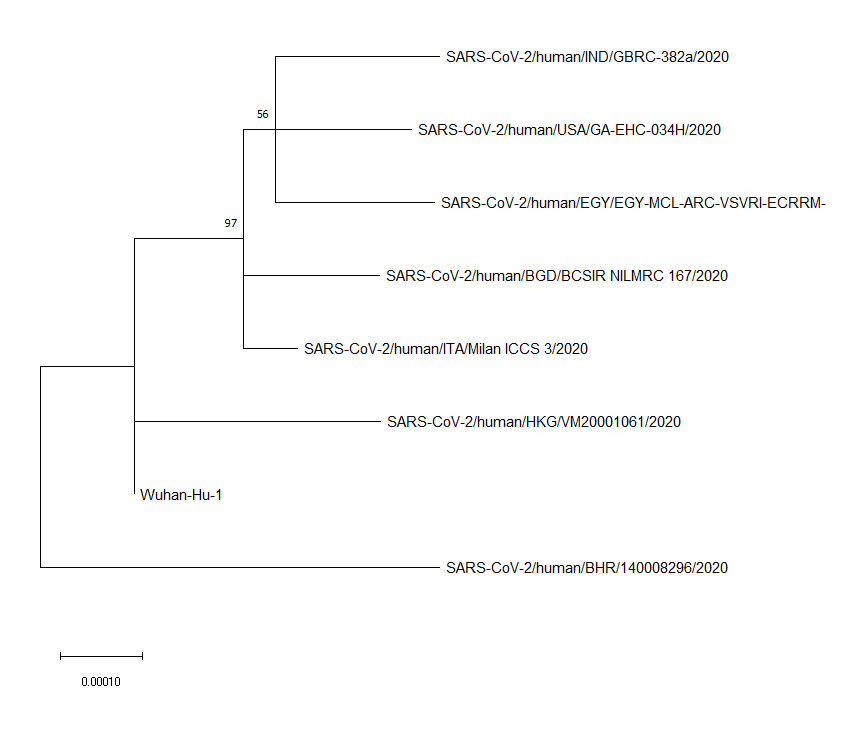 SARS-CoV-2/human/IND/GBRC-382a/2020
56
SARS-CoV-2/human/USA/GA-EHC-034H/2020
SARS-CoV-2/human/EGY/EGY-MCL-ARC-VSVRI-ECRRM-
97
SARS-CoV-2/human/BGD/BCSIR NILMRC 167/2020
SARS-CoV-2/human/ITA/Milan ICCS 3/2020
SARS-CoV-2/human/HKG/VM20001061/2020
Wuhan-Hu-1
SARS-CoV-2/human/BHR/140008296/2020
0.00010